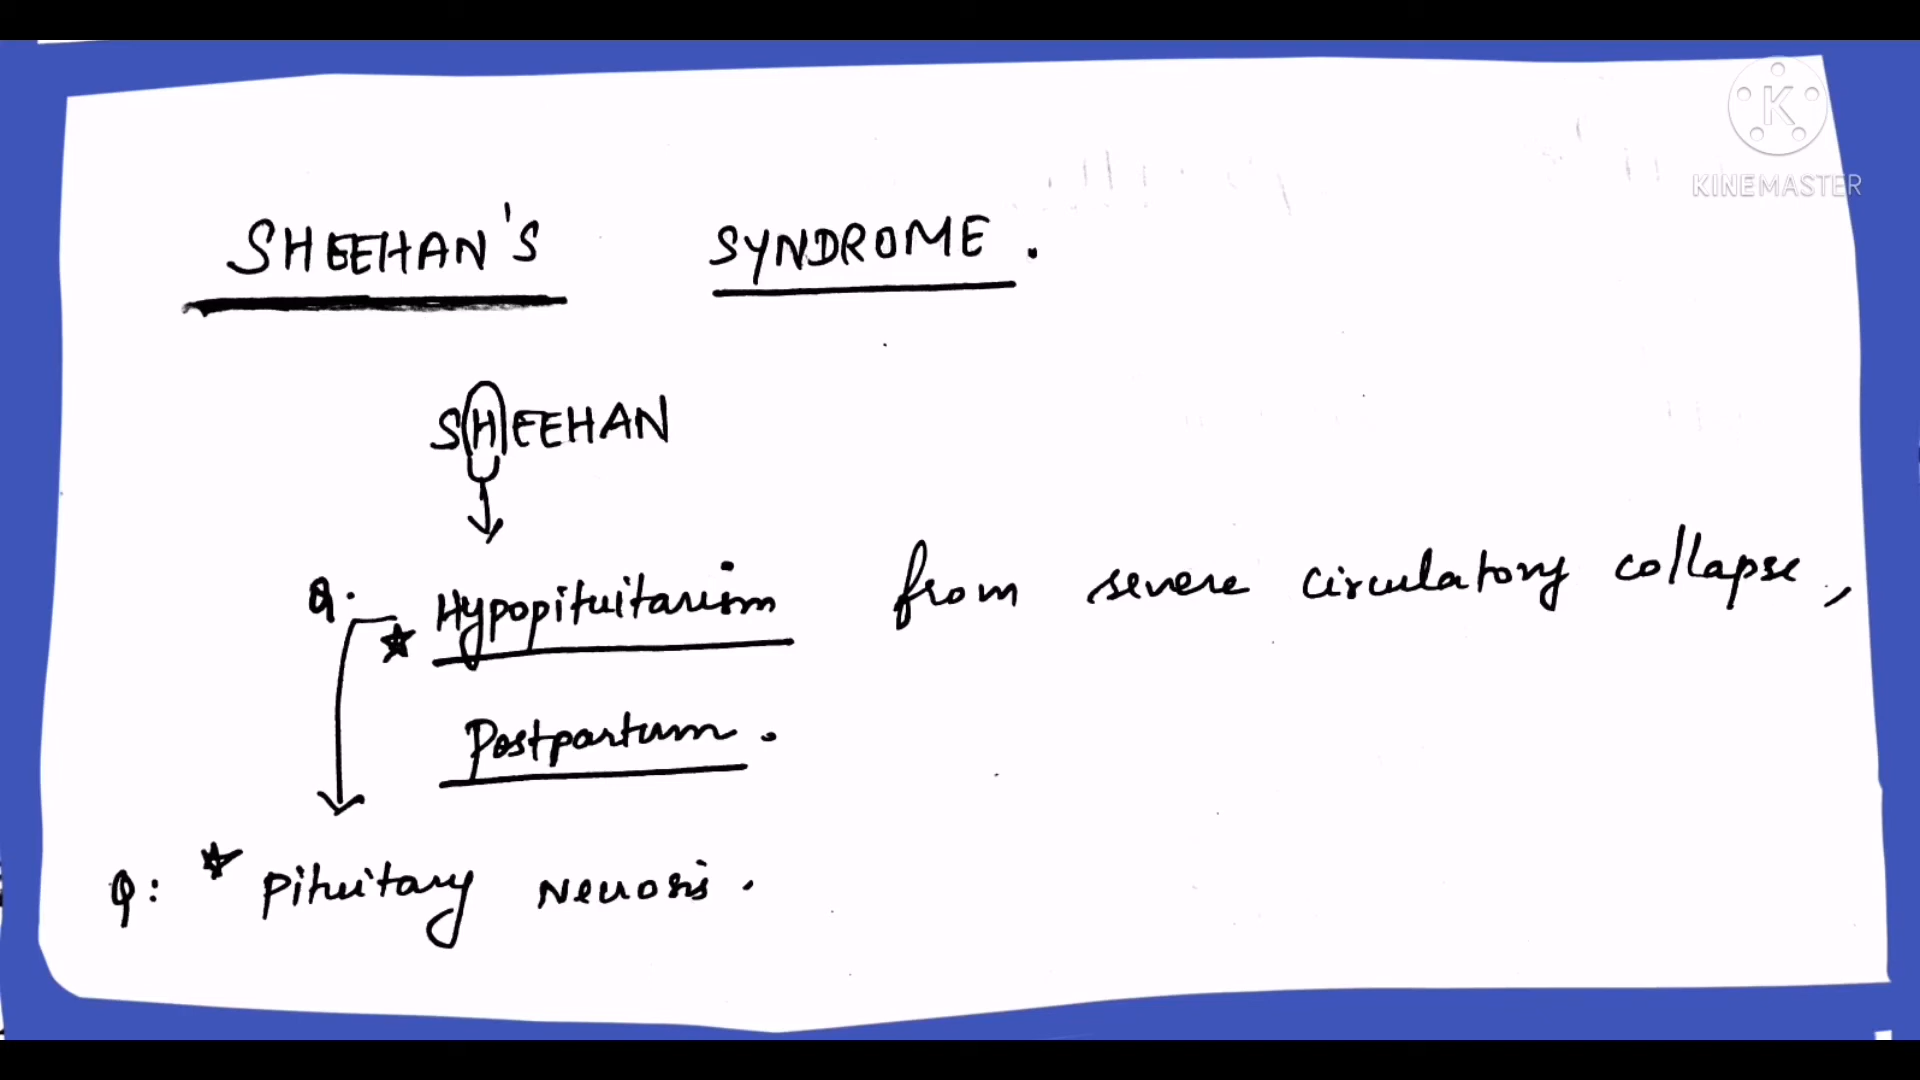 KINEMASTER
SHEEHAN'S SYNDROME.
SHEEHAN
Q. ★ Hypopituitarism from severe circulatory collapse,
Postpartum.
Q: ★ Pituitary Necrosis.